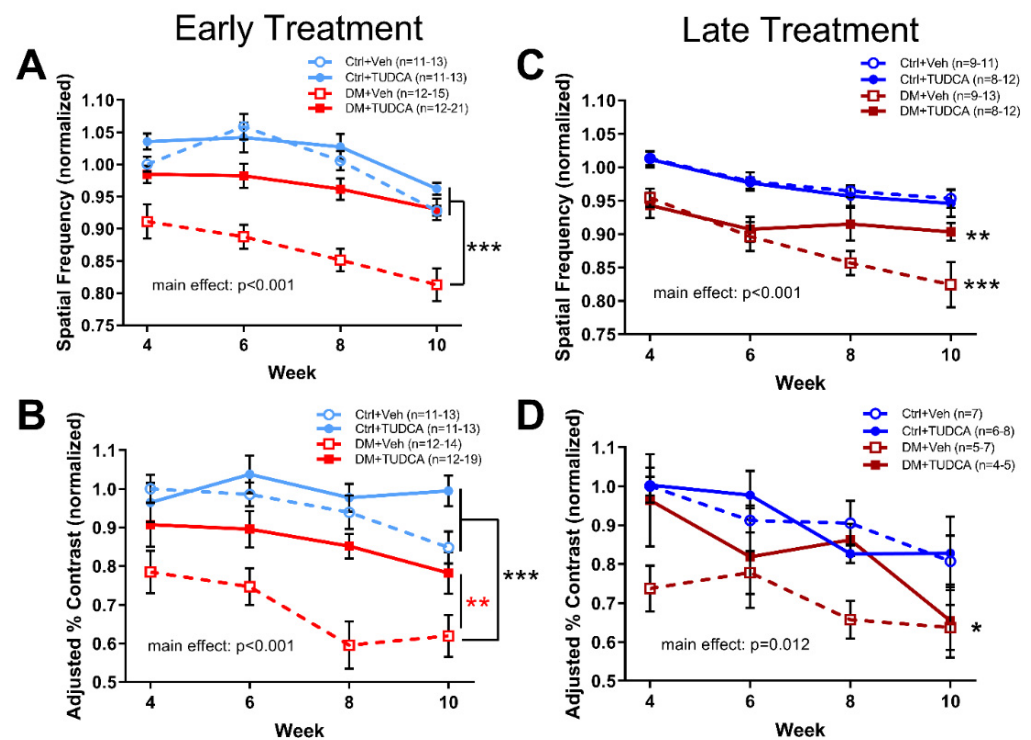 Early Treatment
Late Treatment
A
Ctrl+Veh (n=11-13)
Ctrl+TUDCA (n=11-13)
DM+Veh (n=12-15)
DM+TUDCA (n=12-21)
Spatial Frequency (normalized)
1.10
1.05
1.00
0.95
0.90
0.85
0.80
0.75
main effect: p<0.001
***
4
6
8
10
Week
C
Ctrl+Veh (n=9-11)
Ctrl+TUDCA (n=8-12)
DM+Veh (n=9-13)
DM+TUDCA (n=8-12)
Spatial Frequency (normalized)
1.10
1.05
1.00
0.95
0.90
0.85
0.80
0.75
**
***
main effect: p<0.001
4
6
8
10
Week
B
Ctrl+Veh (n=11-13)
Ctrl+TUDCA (n=11-13)
DM+Veh (n=12-14)
DM+TUDCA (n=12-19)
Adjusted % Contrast (normalized)
1.1
1.0
0.9
0.8
0.7
0.6
0.5
***
**
main effect: p<0.001
4
6
8
10
Week
D
Ctrl+Veh (n=7)
Ctrl+TUDCA (n=6-8)
DM+Veh (n=5-7)
DM+TUDCA (n=4-5)
Adjusted % Contrast (normalized)
1.1
1.0
0.9
0.8
0.7
0.6
0.5
*
main effect: p=0.012
4
6
8
10
Week